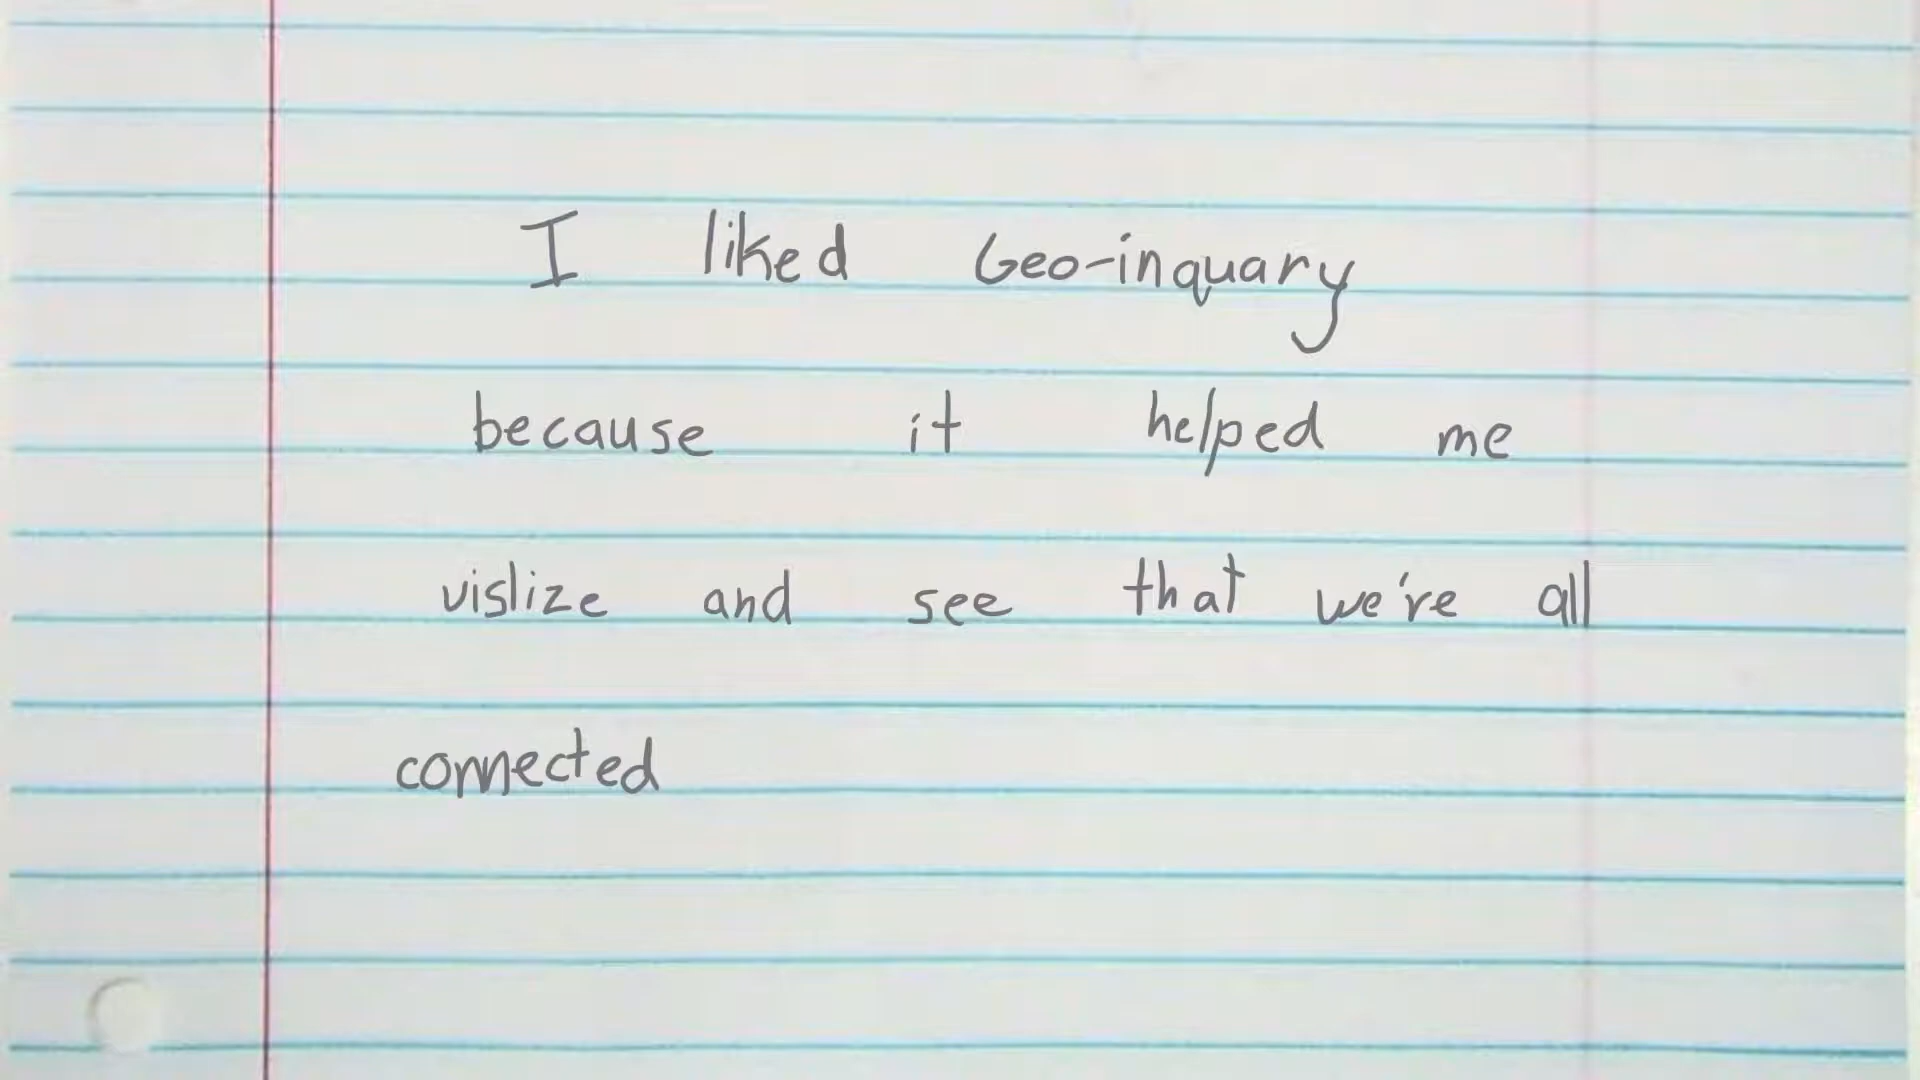 I liked Geo-inquary
because it helped me
vislize and see that we're all
connected